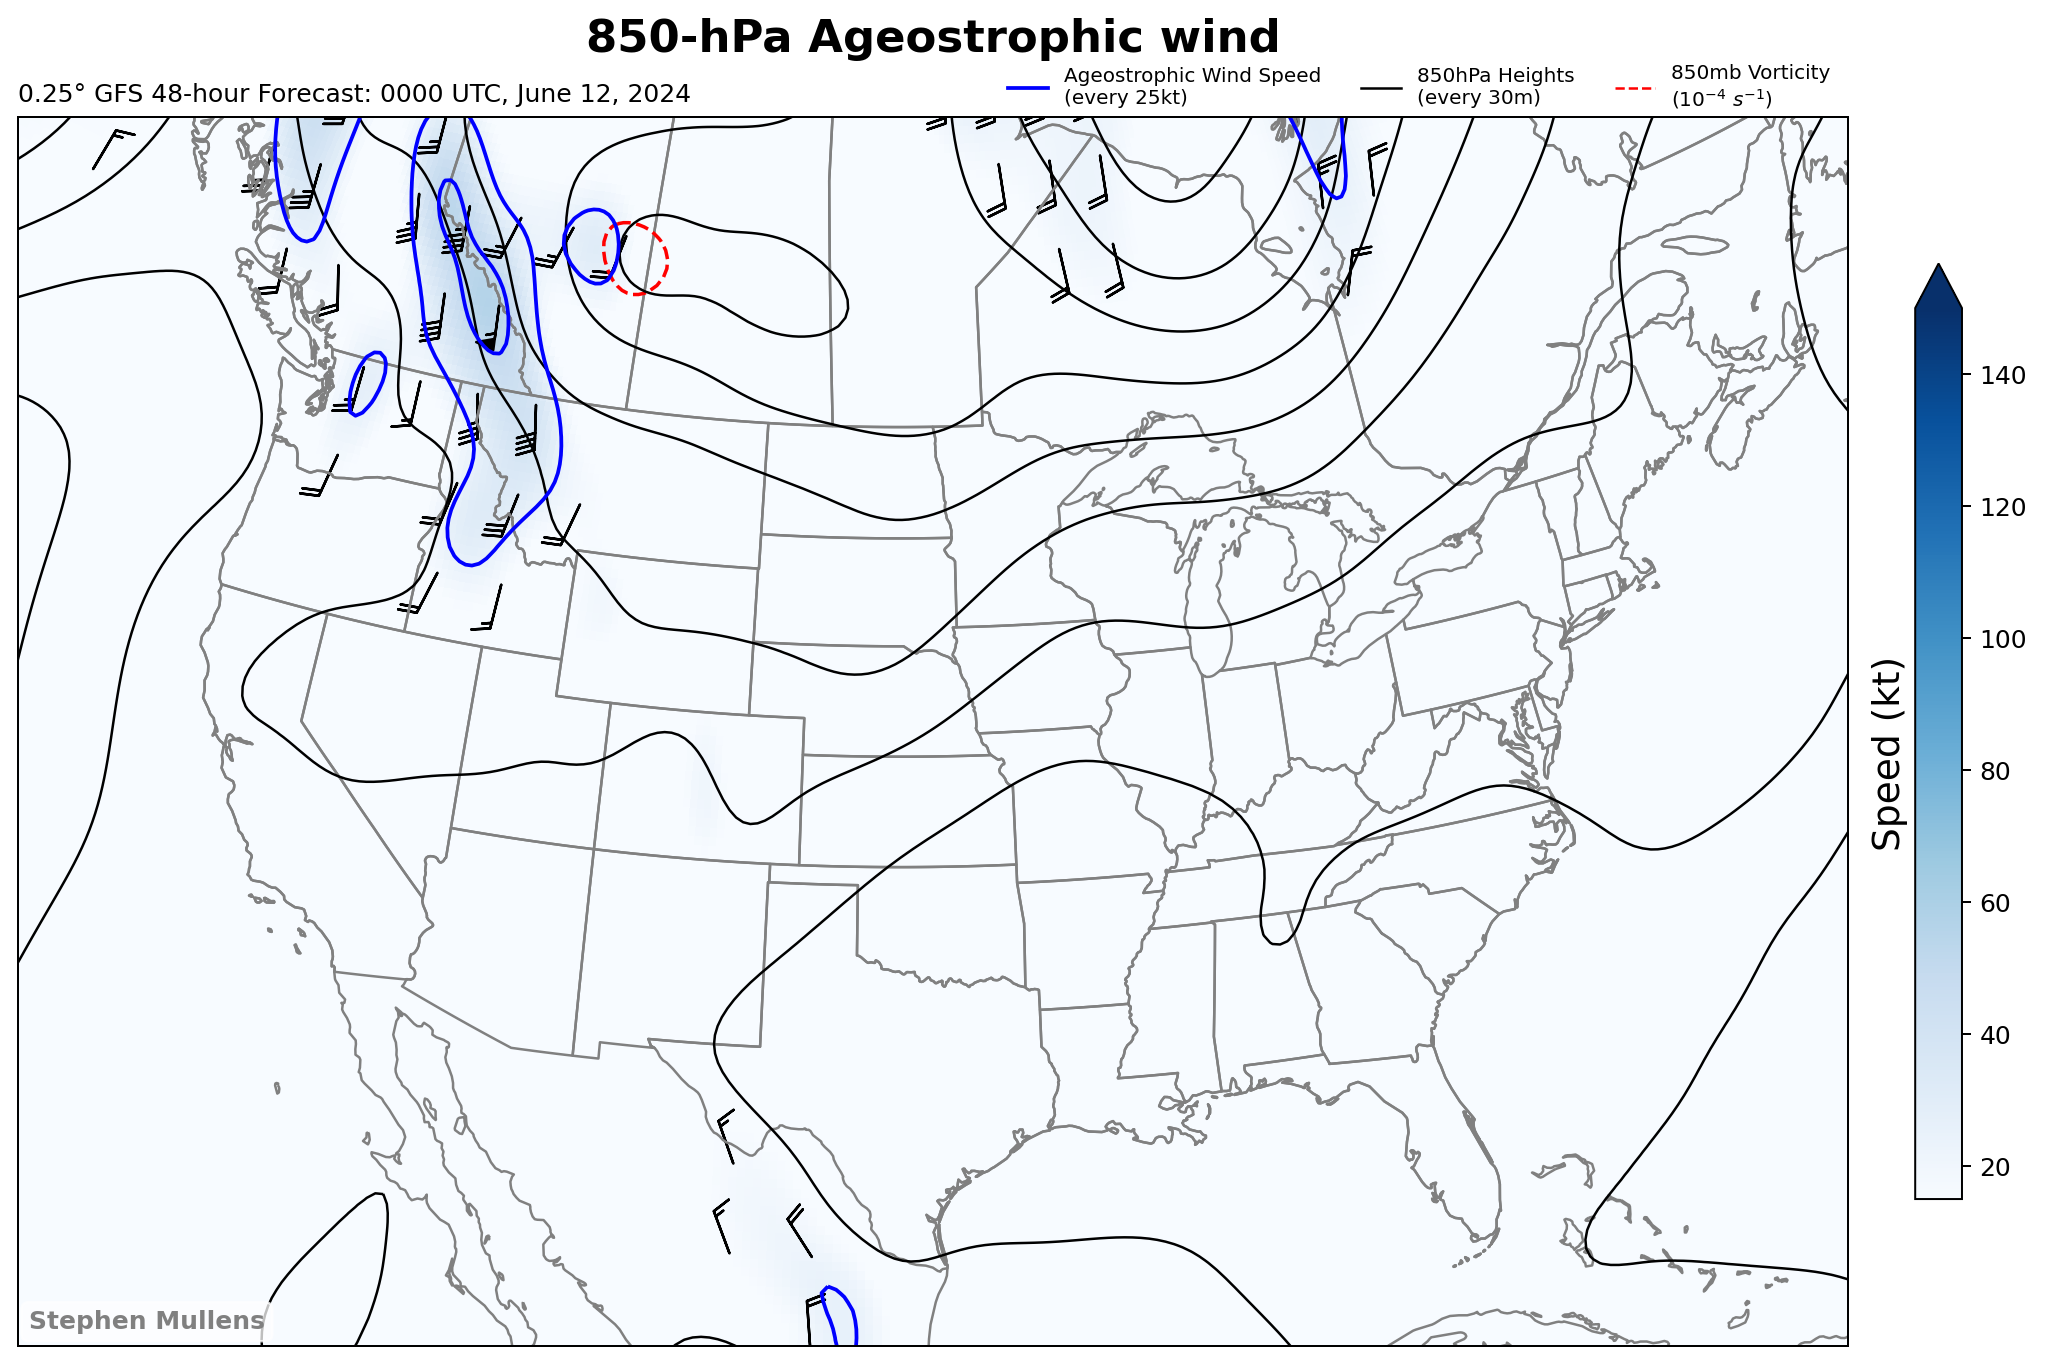 850-hPa Ageostrophic wind
0.25° GFS 48-hour Forecast: 0000 UTC, June 12, 2024
Ageostrophic Wind Speed
(every 25kt)
850hPa Heights
(every 30m)
850mb Vorticity
(10⁻⁴ s⁻¹)
140
120
100
80
60
40
20
Speed (kt)
Stephen Mullens